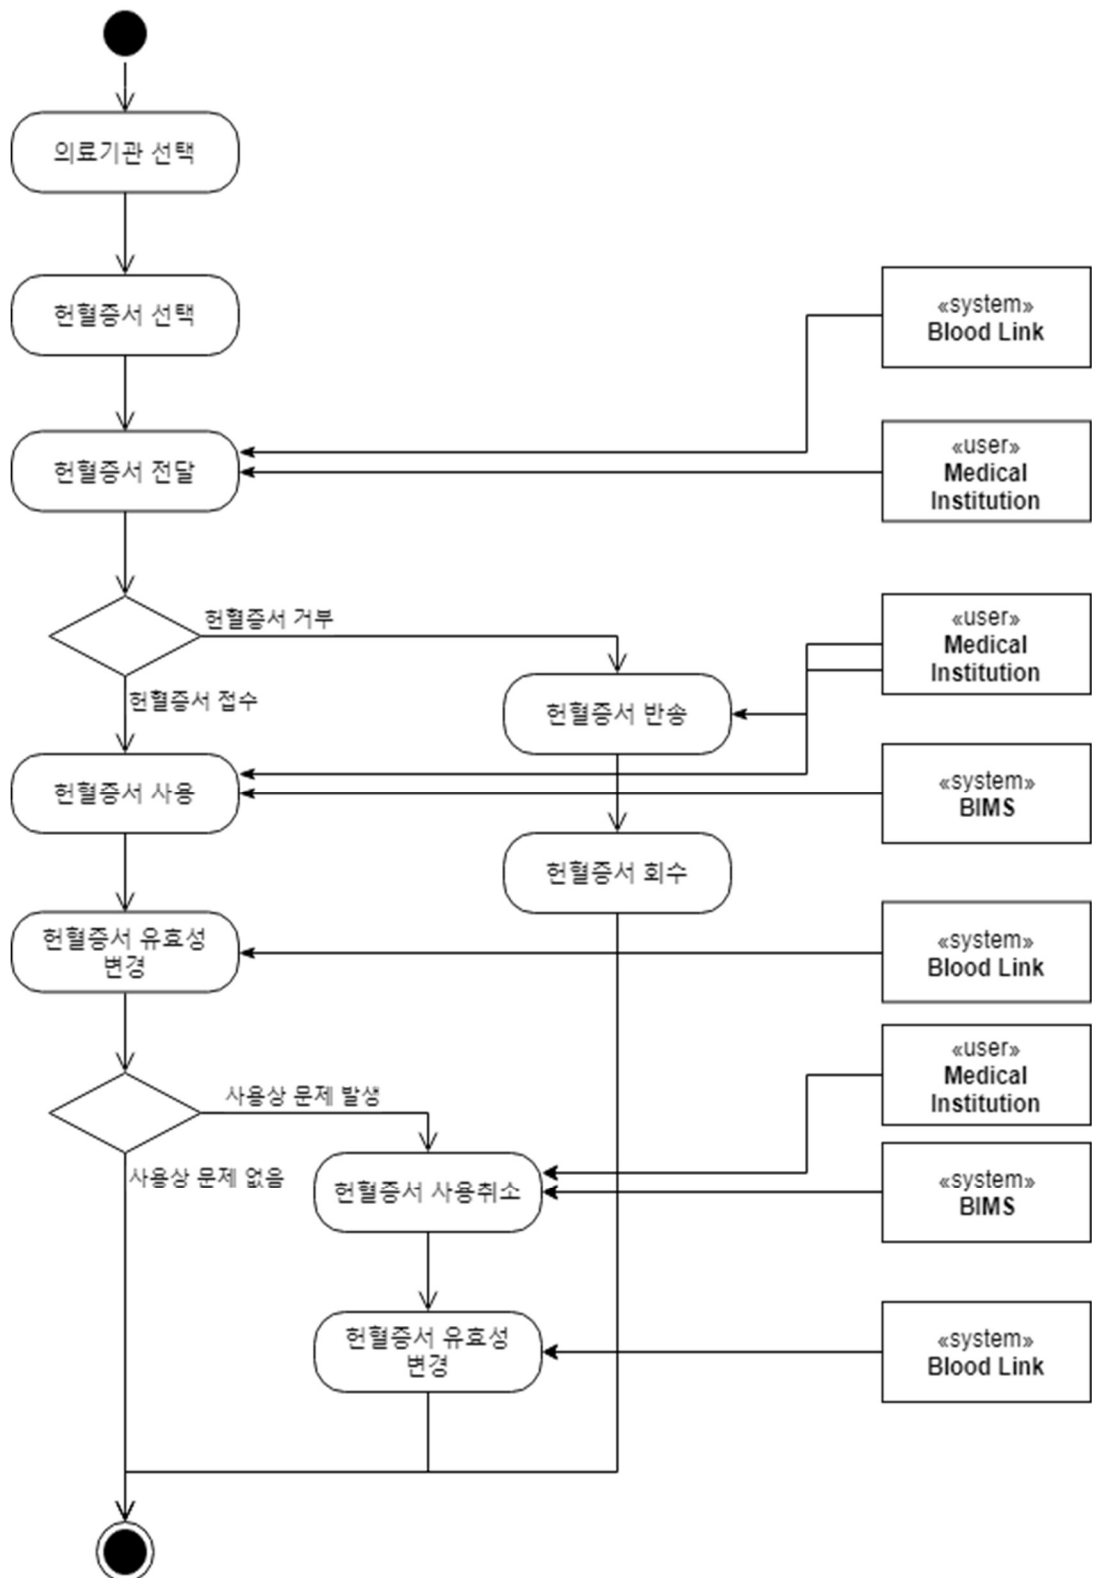 의료기관 선택
헌혈증서 선택
«system»
Blood Link
헌혈증서 전달
«user»
Medical
Institution
헌혈증서 거부
«user»
Medical
Institution
헌혈증서 접수
헌혈증서 반송
헌혈증서 사용
«system»
BIMS
헌혈증서 회수
헌혈증서 유효성
변경
«system»
Blood Link
«user»
Medical
Institution
사용상 문제 발생
사용상 문제 없음
헌혈증서 사용취소
«system»
BIMS
헌혈증서 유효성
변경
«system»
Blood Link